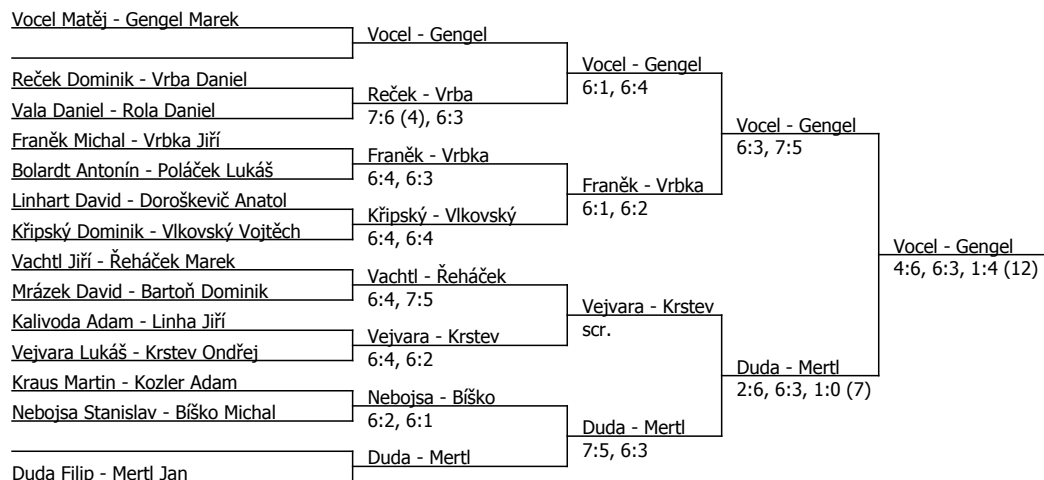 Vocel Matěj - Gengel Marek
Vocel - Gengel
Vocel - Gengel
6:1, 6:4
Reček Dominik - Vrba Daniel
Reček - Vrba
7:6 (4), 6:3
Vala Daniel - Rola Daniel
Vocel - Gengel
6:3, 7:5
Franěk Michal - Vrbka Jiří
Franěk - Vrbka
6:4, 6:3
Bolardt Antonín - Poláček Lukáš
Franěk - Vrbka
6:1, 6:2
Linhart David - Doroškevič Anatol
Křipský - Vlkovský
6:4, 6:4
Křipský Dominik - Vlkovský Vojtěch
Vocel - Gengel
4:6, 6:3, 1:4 (12)
Vachtl Jiří - Řeháček Marek
Vachtl - Řeháček
6:4, 7:5
Mrázek David - Bartoň Dominik
Vejvara - Krstev
scr.
Kalivoda Adam - Linha Jiří
Vejvara - Krstev
6:4, 6:2
Vejvara Lukáš - Krstev Ondřej
Duda - Mertl
2:6, 6:3, 1:0 (7)
Kraus Martin - Kozler Adam
Nebojsa - Bíško
6:2, 6:1
Nebojsa Stanislav - Bíško Michal
Duda - Mertl
7:5, 6:3
Duda - Mertl
Duda Filip - Mertl Jan